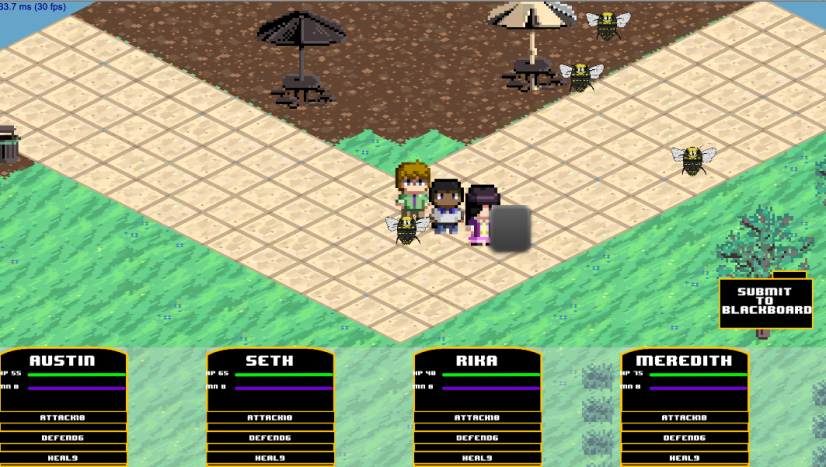 33.7 ms (30 fps)
SUBMIT
TO
BLACKBOARD
AUSTIN
HP 55
MN 8
ATTACK10
DEFEND6
HEAL9
SETH
HP 65
MN 8
ATTACK10
DEFEND6
HEAL9
RIKA
HP 40
MN 8
ATTACK10
DEFEND6
HEAL9
MEREDITH
HP 75
MN 8
ATTACK10
DEFEND6
HEAL9